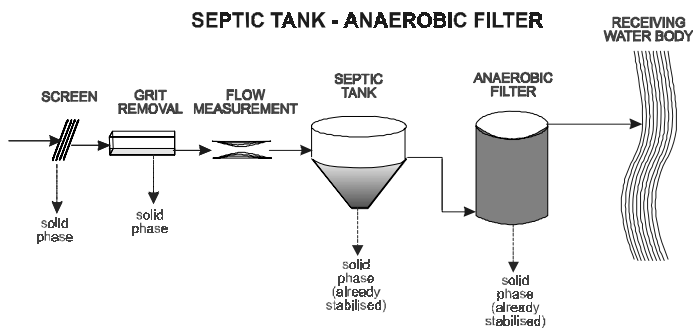 SEPTIC TANK - ANAEROBIC FILTER
RECEIVING
WATER BODY
SCREEN
GRIT
REMOVAL
FLOW
MEASUREMENT
SEPTIC
TANK
ANAEROBIC
FILTER
solid
phase
solid
phase
solid
phase
(already
stabilised)
solid
phase
(already
stabilised)